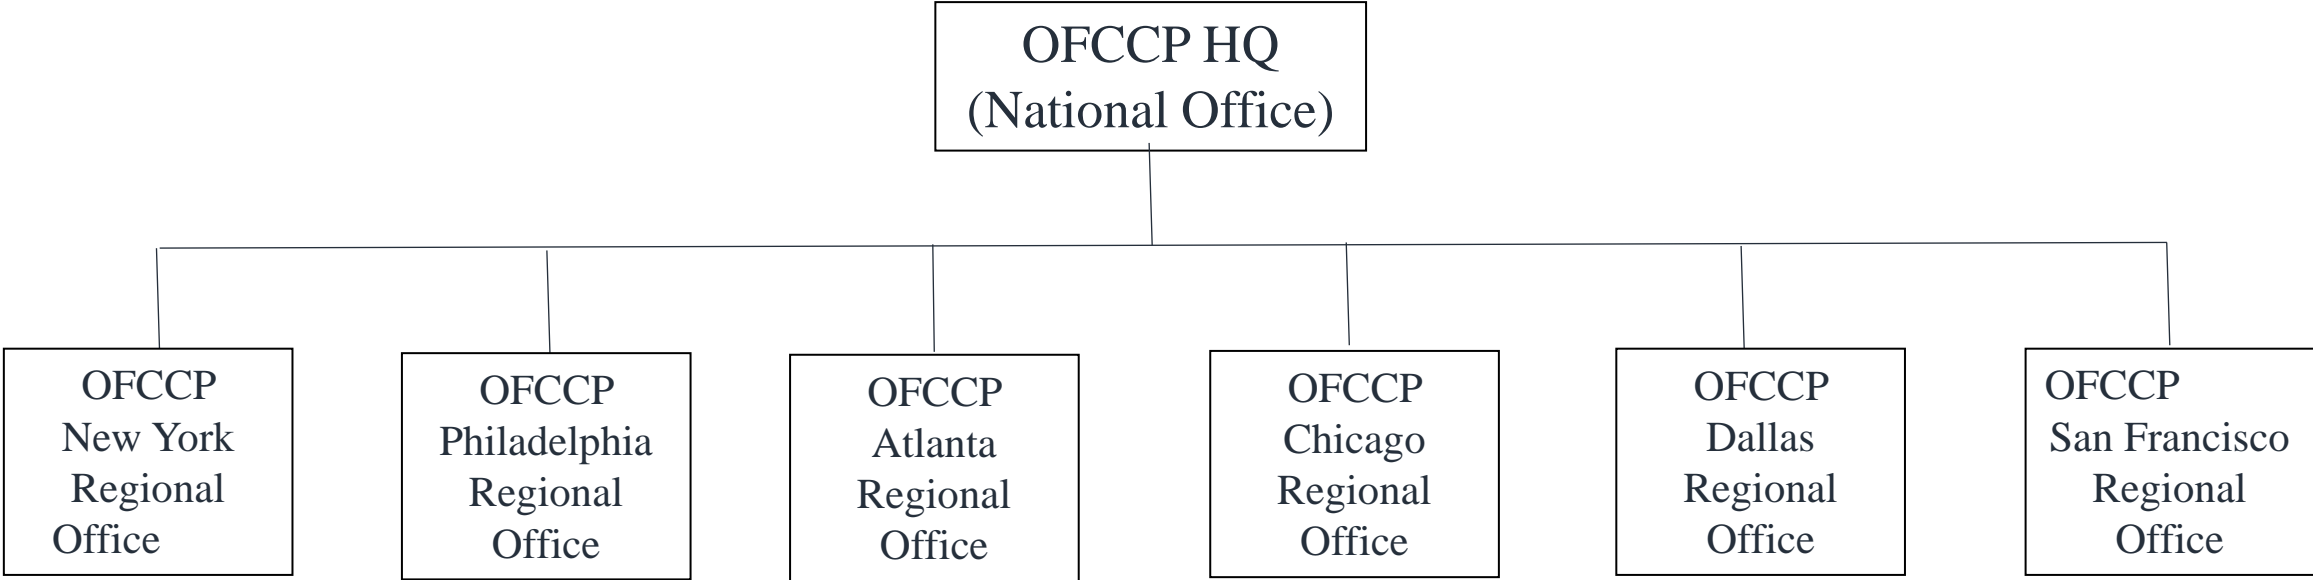 OFCCP HQ
(National Office)
OFCCP
New York
Regional
Office
OFCCP
Philadelphia
Regional
Office
OFCCP
Atlanta
Regional
Office
OFCCP
Chicago
Regional
Office
OFCCP
Dallas
Regional
Office
OFCCP
San Francisco
Regional
Office